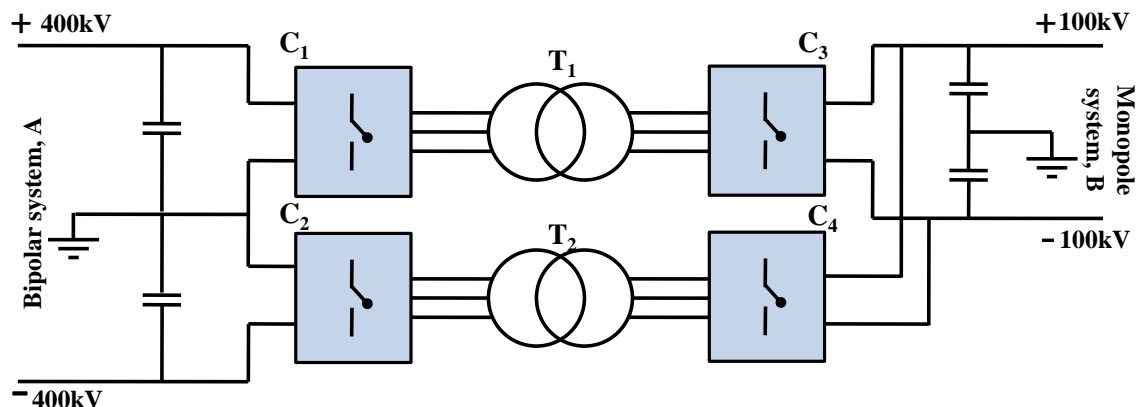 + 400kV
C1
T1
C3
+100kV
Bipolar system, A
Monopole
system, B
C2
T2
C4
-100kV
-400kV